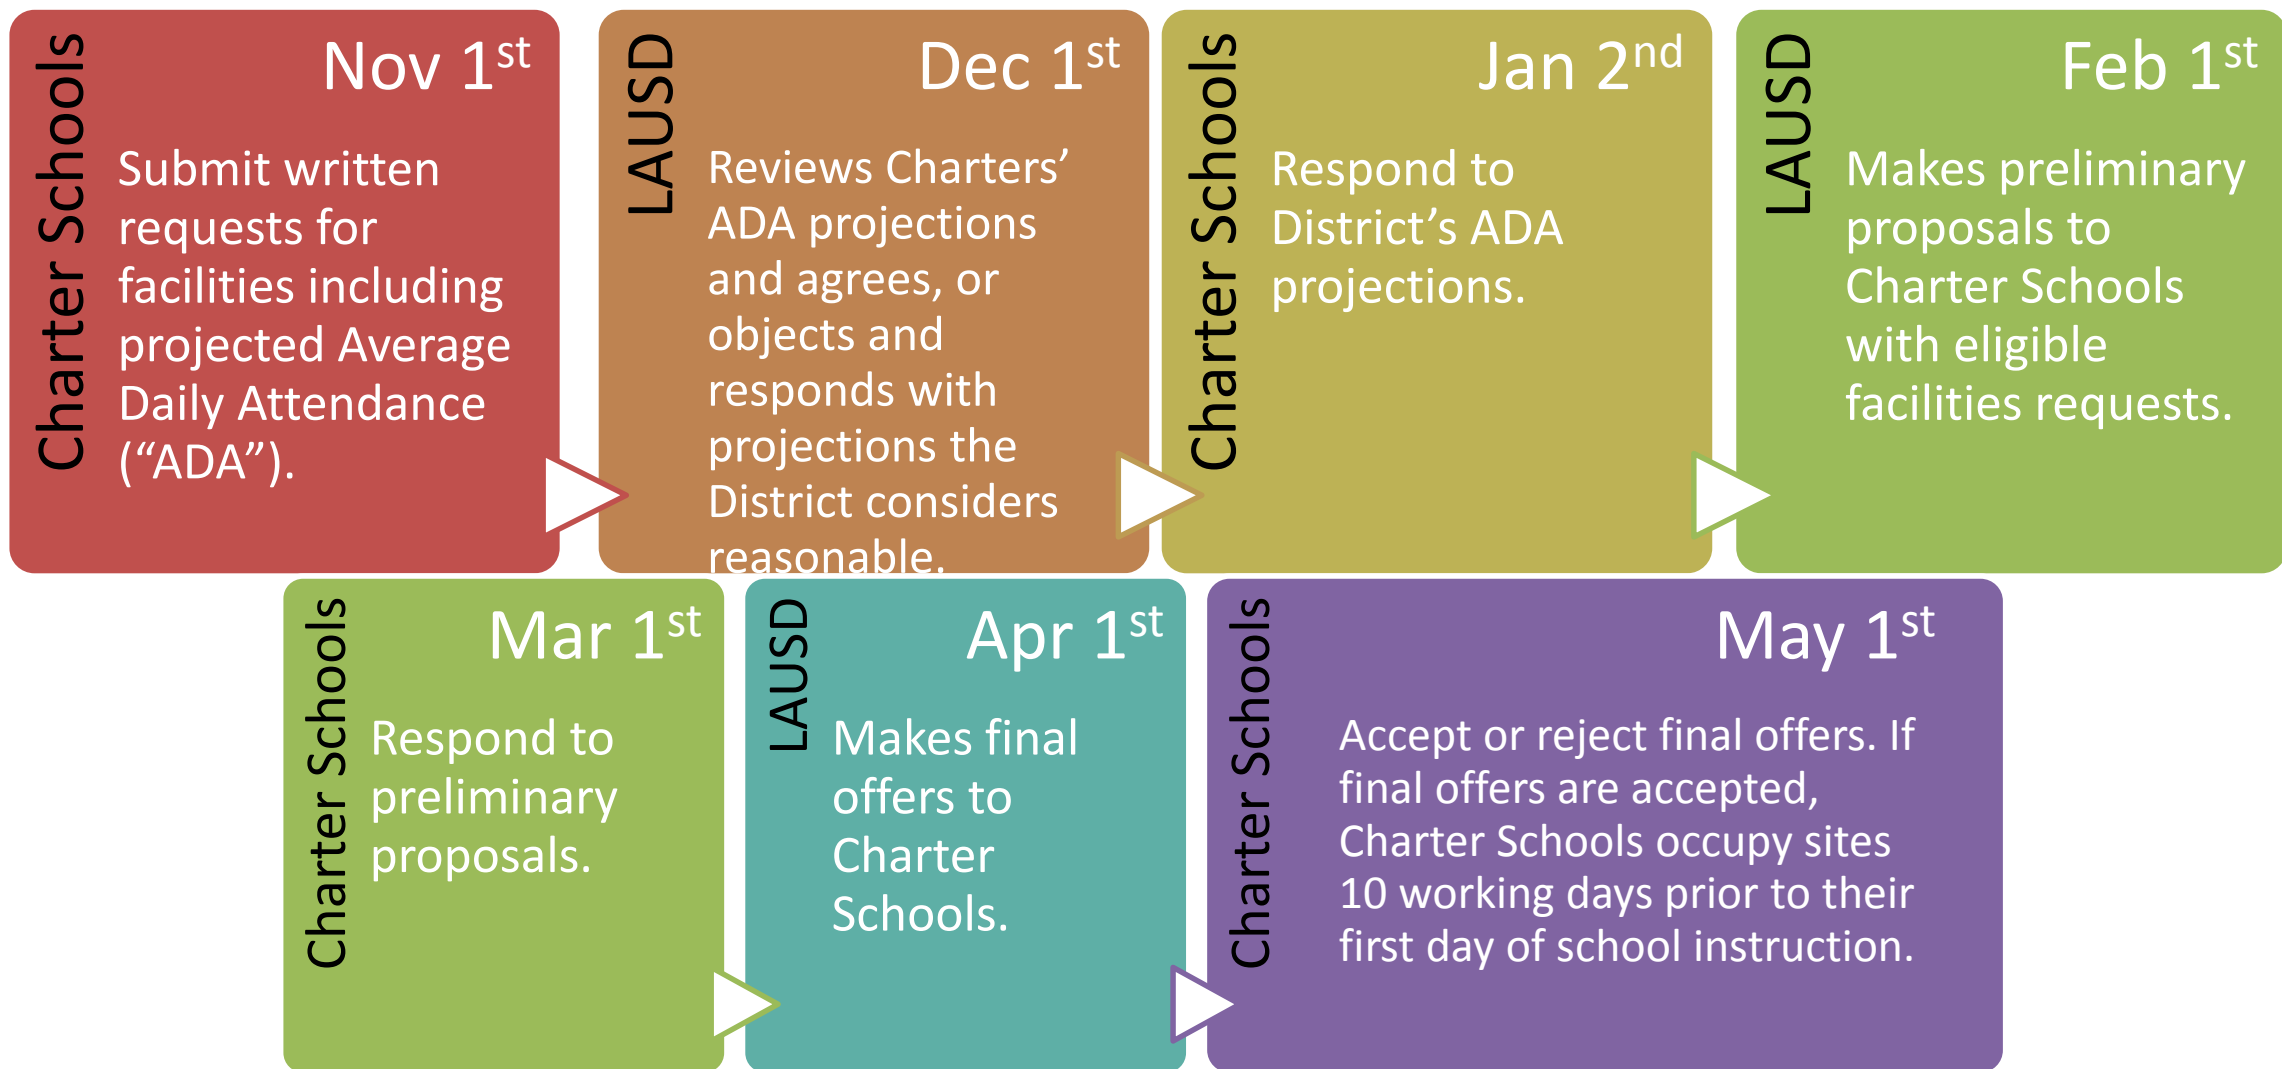 Charter Schools
Nov 1st
Submit written
requests for
facilities including
projected Average
Daily Attendance
(“ADA”).
LAUSD
Dec 1st
Reviews Charters’
ADA projections
and agrees, or
objects and
responds with
projections the
District considers
reasonable.
Charter Schools
Jan 2nd
Respond to
District’s ADA
projections.
LAUSD
Feb 1st
Makes preliminary
proposals to
Charter Schools
with eligible
facilities requests.
Charter Schools
Mar 1st
Respond to
preliminary
proposals.
LAUSD
Apr 1st
Makes final
offers to
Charter
Schools.
Charter Schools
May 1st
Accept or reject final offers. If
final offers are accepted,
Charter Schools occupy sites
10 working days prior to their
first day of school instruction.